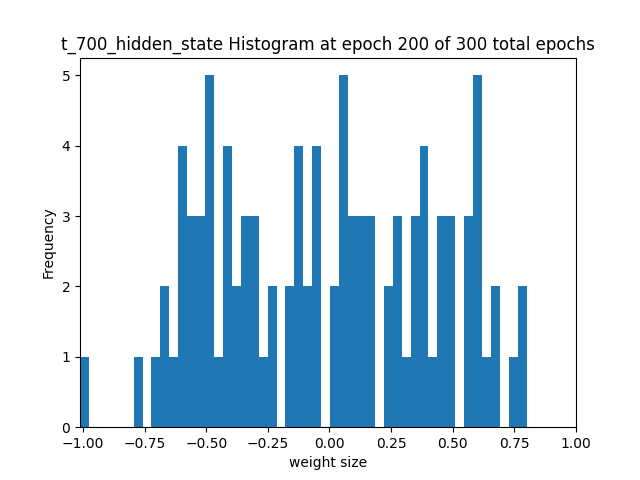 t_700_hidden_state Histogram at epoch 200 of 300 total epochs
5
4
3
2
1
0
Frequency
−1.00 −0.75 −0.50 −0.25 0.00 0.25 0.50 0.75 1.00
weight size